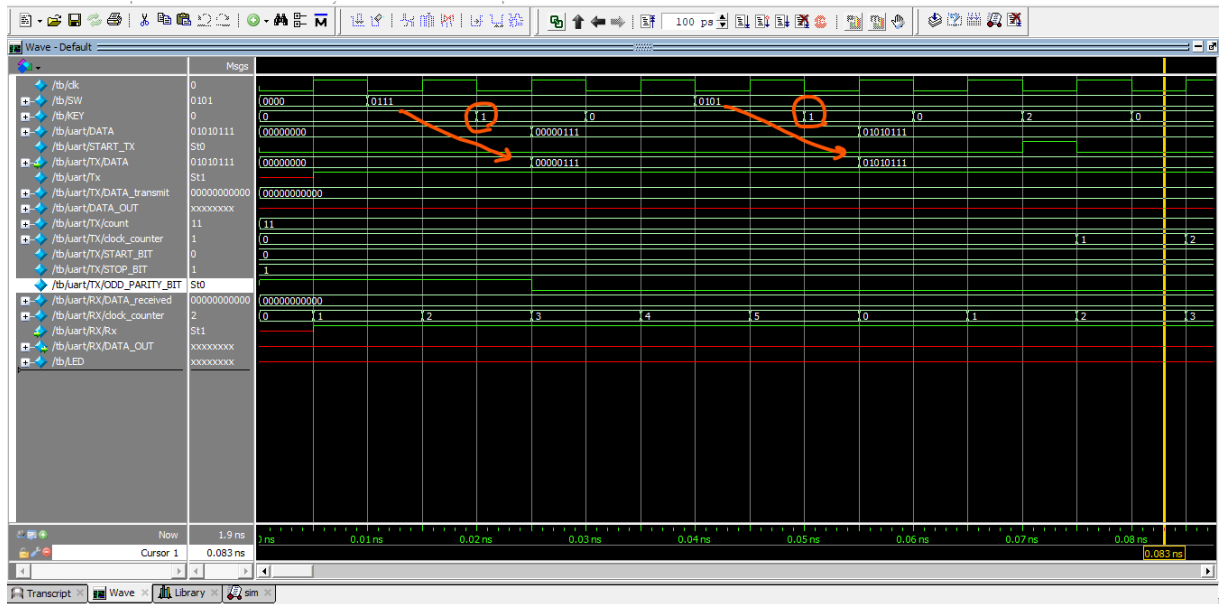 100 ps
Wave - Default
Msgs
/tb/clk 0
/tb/SW 0101 0000 0111 0101
/tb/KEY 0 0 1 0 1 0 2 0
/tb/uart/DATA 01010111 00000000 00000111 01010111
/tb/uart/START_TX St0
/tb/uart/TX/DATA 01010111 00000000 00000111 01010111
/tb/uart/Tx St1
/tb/uart/TX/DATA_transmit 00000000000 00000000000
/tb/uart/DATA_OUT xxxxxxxx
/tb/uart/TX/count 11 11
/tb/uart/TX/clock_counter 1 0 1 2
/tb/uart/TX/START_BIT 0 0
/tb/uart/TX/STOP_BIT 1 1
/tb/uart/TX/ODD_PARITY_BIT St0
/tb/uart/RX/DATA_received 00000000000 00000000000
/tb/uart/RX/clock_counter 2 0 1 2 3 4 5 0 1 2 3
/tb/uart/RX/Rx St1
/tb/uart/RX/DATA_OUT xxxxxxxx
/tb/LED xxxxxxxx
Now 1.9 ns ns 0.01 ns 0.02 ns 0.03 ns 0.04 ns 0.05 ns 0.06 ns 0.07 ns 0.08 ns
Cursor 1 0.083 ns 0.083 ns
Transcript Wave Library sim